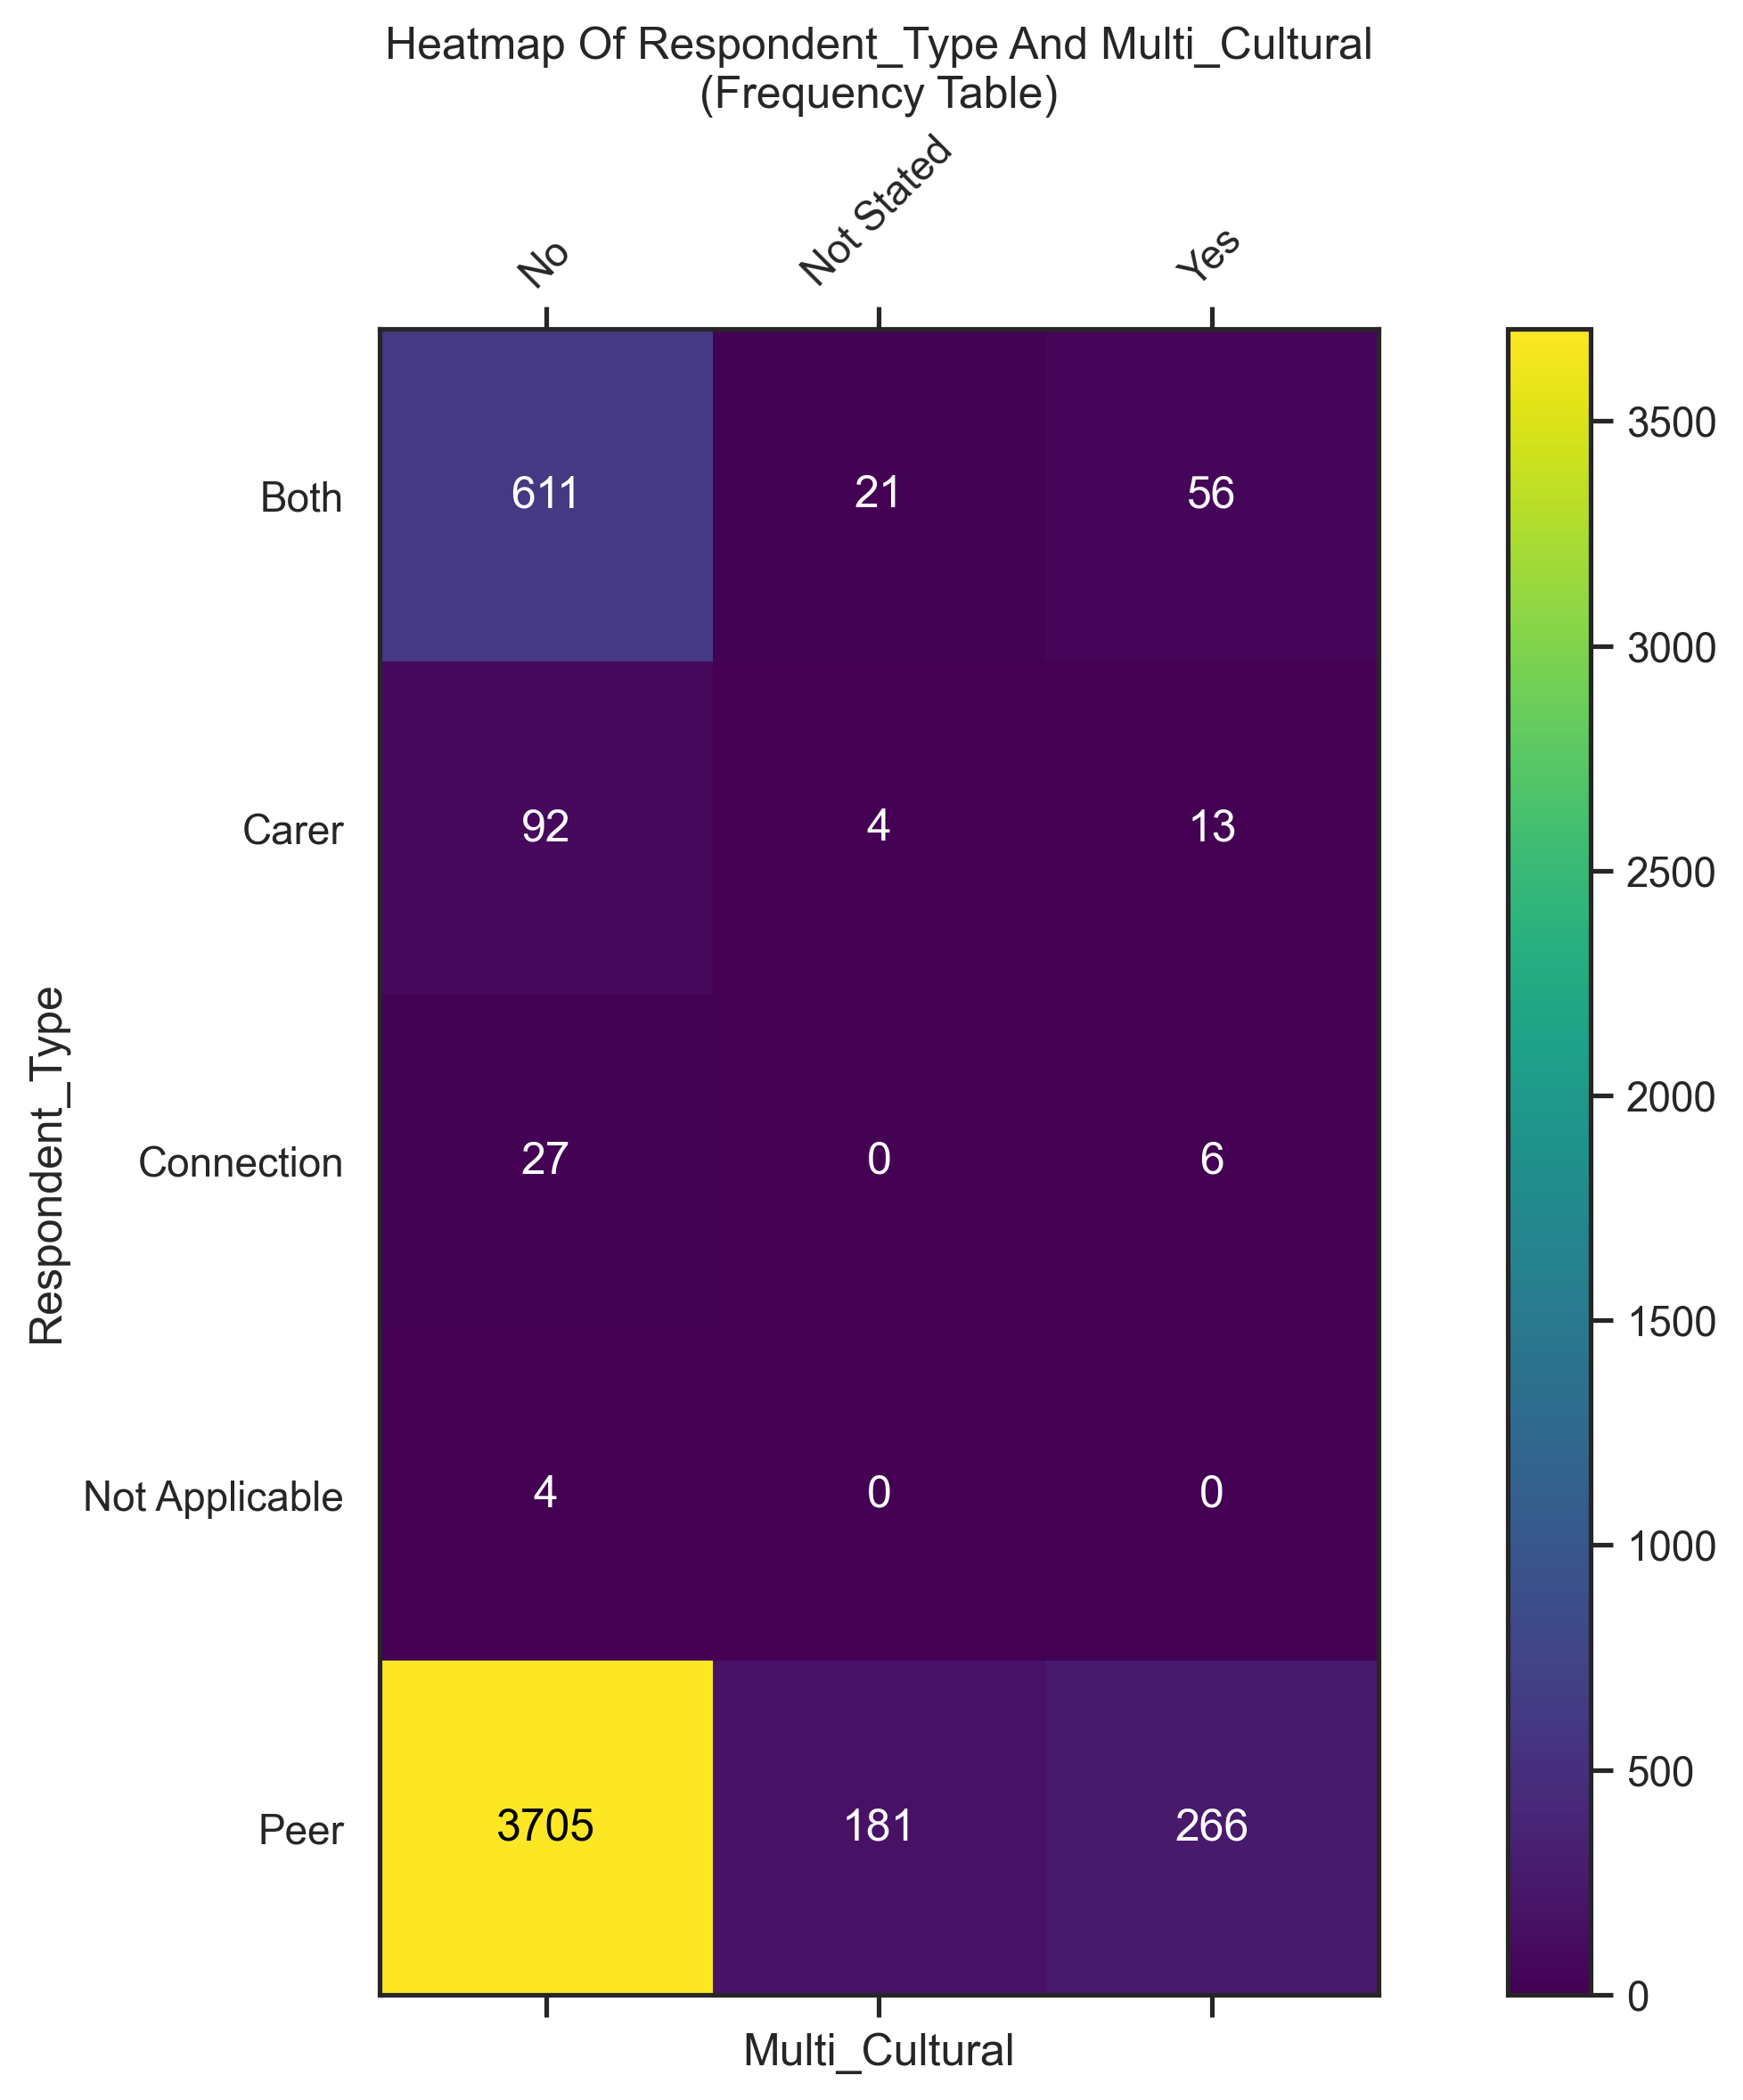 Heatmap Of Respondent_Type And Multi_Cultural
(Frequency Table)
No
Not Stated
Yes
Both
611
21
56
Carer
92
4
13
Connection
27
0
6
Not Applicable
4
0
0
Peer
3705
181
266
Respondent_Type
Multi_Cultural
3500
3000
2500
2000
1500
1000
500
0